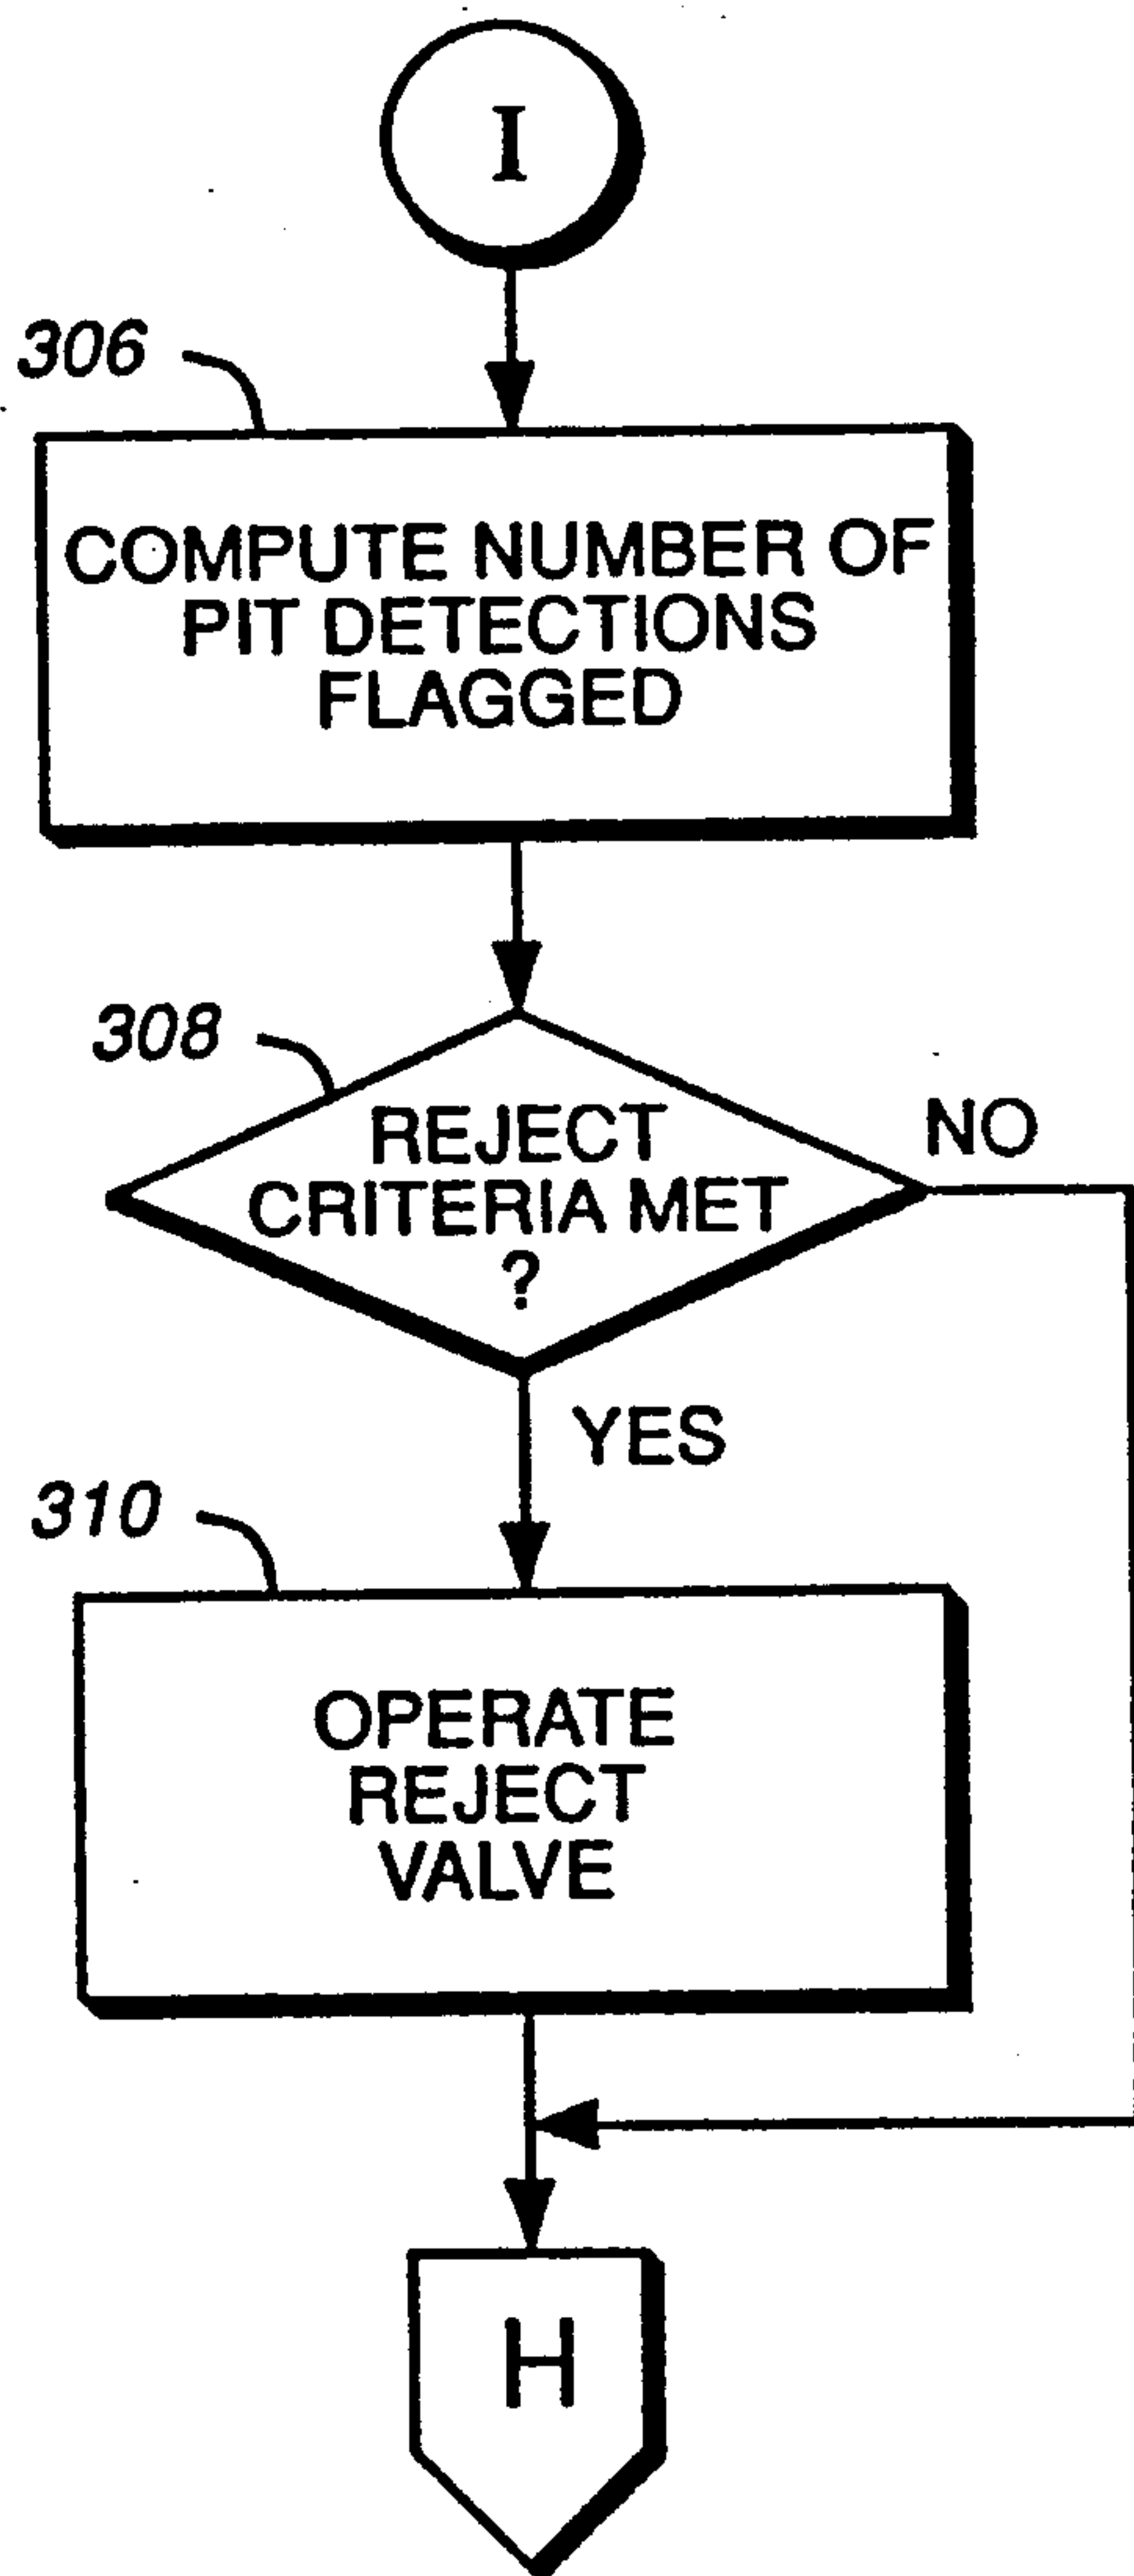 I
306
COMPUTE NUMBER OF
PIT DETECTIONS
FLAGGED
308
REJECT
CRITERIA MET
?
NO
YES
310
OPERATE
REJECT
VALVE
H